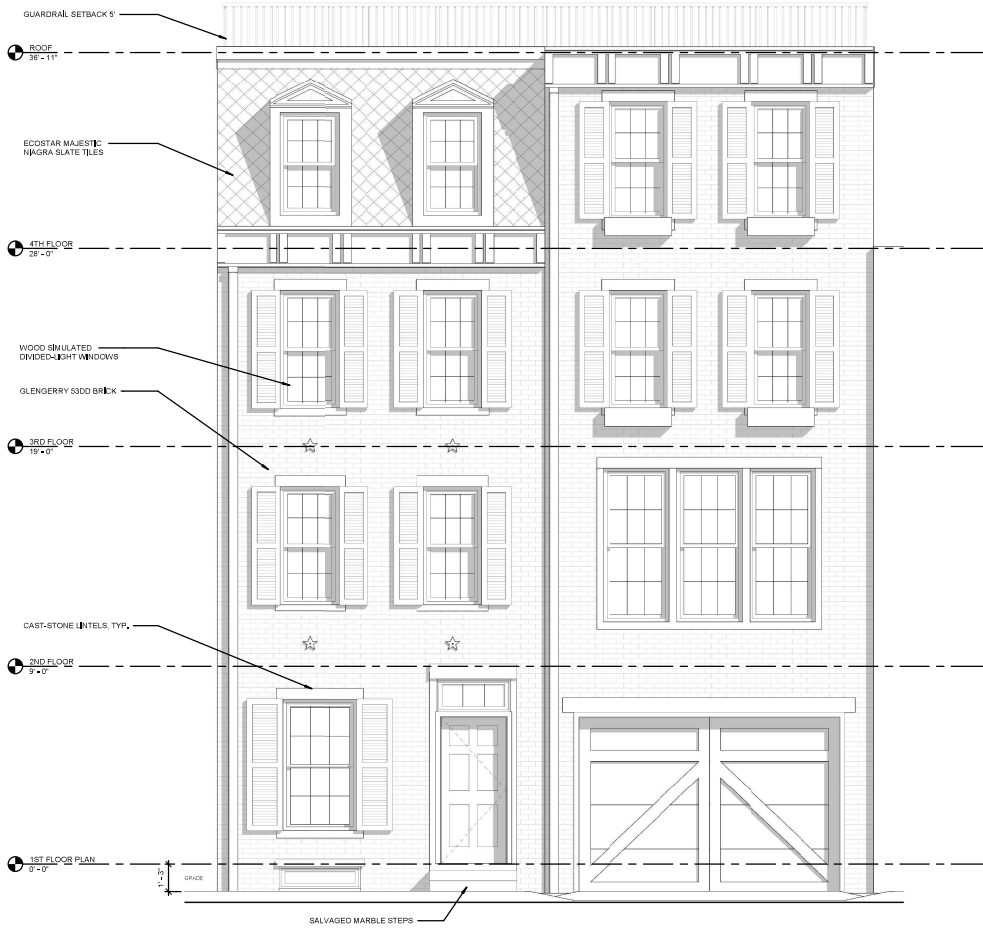 GUARDRAIL SETBACK 5'
ROOF
36' - 11"
ECOSTAR MAJESTIC
NIAGRA SLATE TILES
4TH FLOOR
28' - 0"
WOOD SIMULATED
DIVIDED-LIGHT WINDOWS
GLENGERRY 53DD BRICK
3RD FLOOR
19' - 0"
CAST-STONE LINTELS, TYP.
2ND FLOOR
9' - 0"
1ST FLOOR PLAN
0' - 0"
1' - 3"
GRADE
SALVAGED MARBLE STEPS